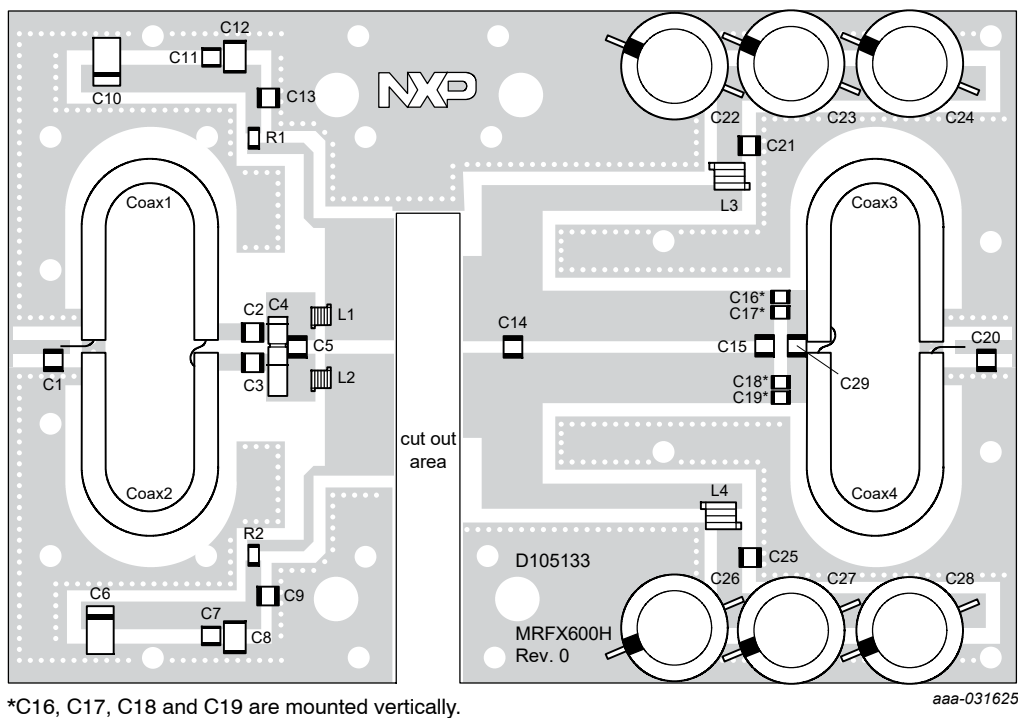 C12
C11
C10
C13
R1
NXP
C22
C23
C24
C21
L3
Coax1
Coax3
C2
C4
L1
C5
C1
C3
L2
C14
C16*
C17*
C15
C20
C18*
C19*
C29
cut out
area
Coax2
Coax4
L4
R2
C25
D105133
C6
C9
C26
C27
C28
C7
C8
MRFX600H
Rev. 0
*C16, C17, C18 and C19 are mounted vertically.
aaa-031625